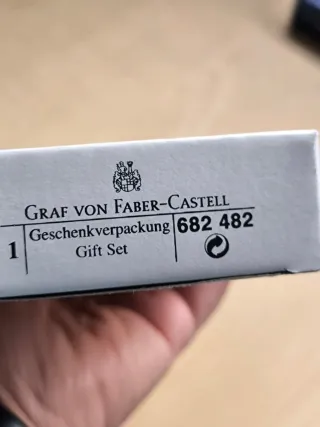 GRAF VON FABER-CASTELL
1 Geschenkverpackung 682 482
Gift Set